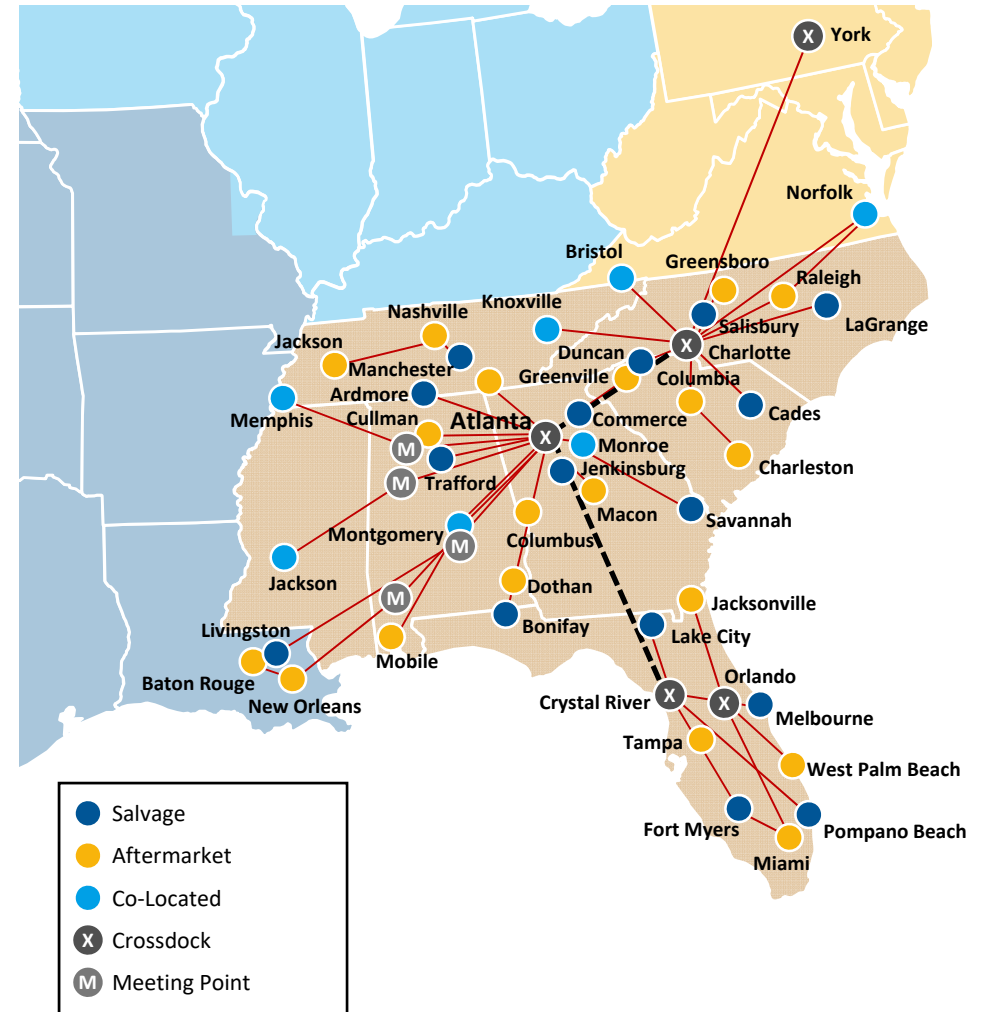 X York
Norfolk
Bristol
Greensboro
Raleigh
Knoxville
Nashville
Salisbury
LaGrange
Jackson
Duncan
X Charlotte
Manchester
Greenville
Columbia
Ardmore
Memphis
Cullman
Atlanta
X
Commerce
Cades
M
Monroe
Trafford
Jenkinsburg
Charleston
M
Macon
Savannah
Montgomery
Columbus
M
Jackson
Dothan
M
Jacksonville
Bonifay
Livingston
Lake City
Mobile
Baton Rouge
Orlando
New Orleans
Crystal River X
X
Melbourne
Tampa
West Palm Beach
Fort Myers
Pompano Beach
Miami
Salvage
Aftermarket
Co-Located
X Crossdock
M Meeting Point